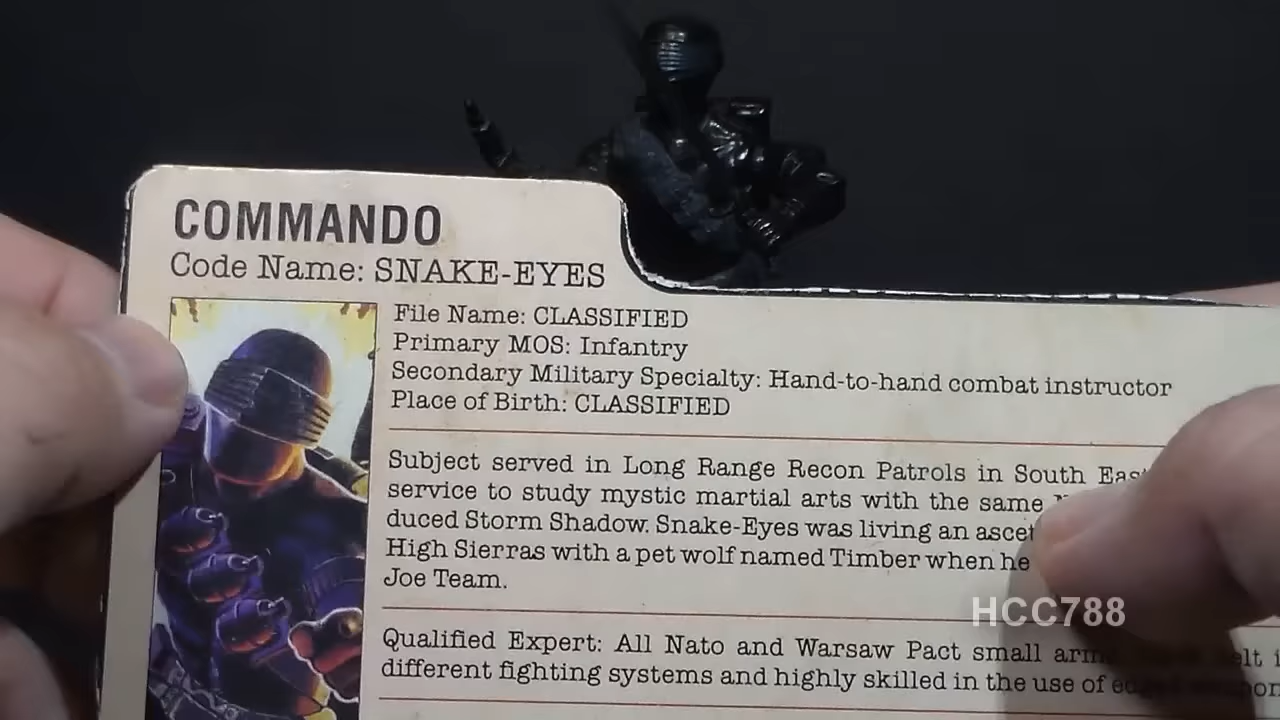 COMMANDO
Code Name: SNAKE-EYES
File Name: CLASSIFIED
Primary MOS: Infantry
Secondary Military Specialty: Hand-to-hand combat instructor
Place of Birth: CLASSIFIED
Subject served in Long Range Recon Patrols in South
service to study mystic martial arts with the same
duced Storm Shadow. Snake-Eyes was living an
High Sierras with a pet wolf named Timber when he
Joe Team.
HCC788
Qualified Expert: All Nato and Warsaw Pact small
different fighting systems and highly skilled in the use of